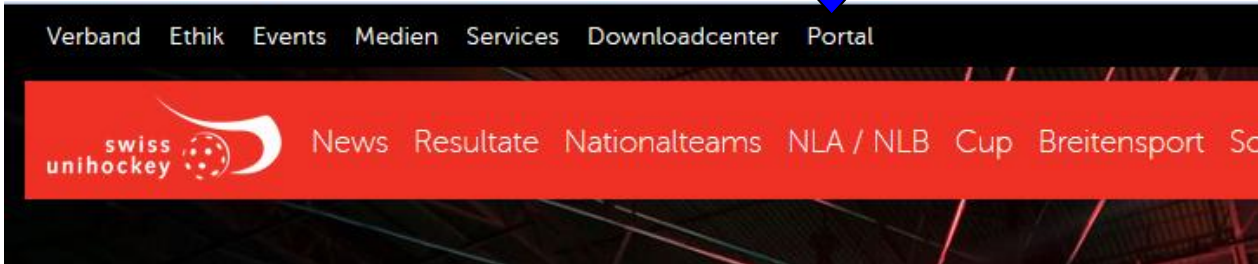 Verband Ethik Events Medien Services Downloadcenter Portal
swiss unihockey
News Resultate Nationalteams NLA / NLB Cup Breitensport